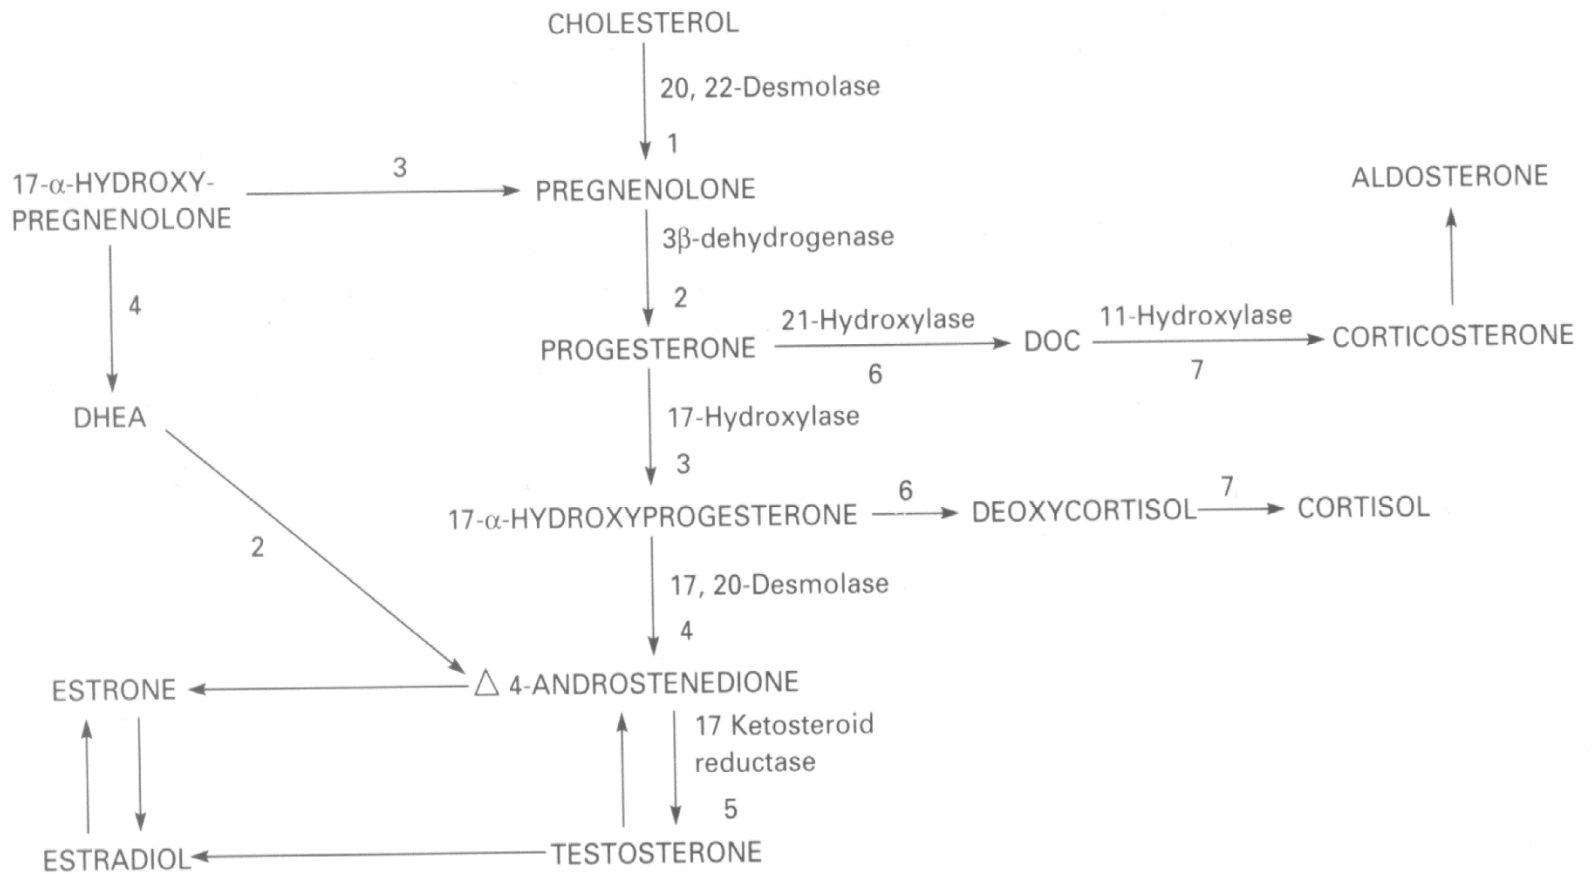 CHOLESTEROL
20, 22-Desmolase
1
17-α-HYDROXY-
PREGNENOLONE
3
PREGNENOLONE
ALDOSTERONE
3β-dehydrogenase
4
2
PROGESTERONE
21-Hydroxylase
6
DOC
11-Hydroxylase
7
CORTICOSTERONE
DHEA
17-Hydroxylase
3
17-α-HYDROXYPROGESTERONE
6
DEOXYCORTISOL
7
CORTISOL
2
17, 20-Desmolase
4
ESTRONE
△ 4-ANDROSTENEDIONE
17 Ketosteroid
reductase
5
ESTRADIOL
TESTOSTERONE